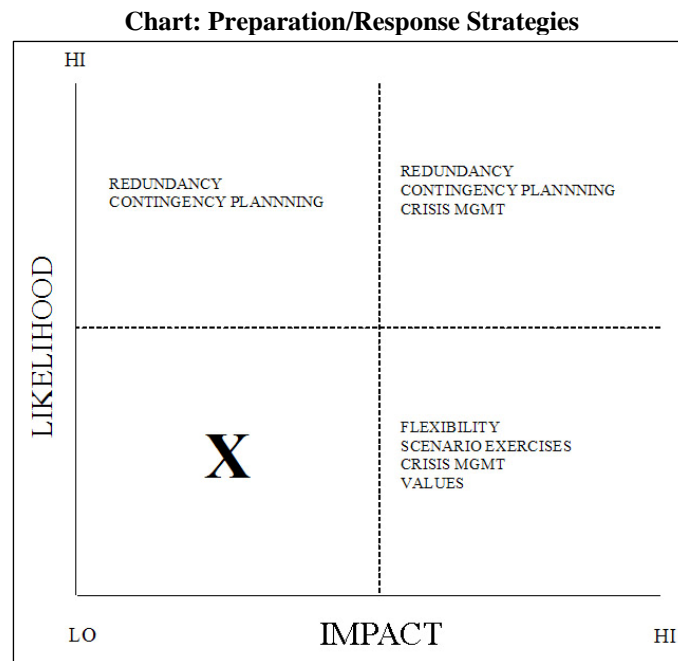 Chart: Preparation/Response Strategies
HI
REDUNDANCY
CONTINGENCY PLANNNING
REDUNDANCY
CONTINGENCY PLANNNING
CRISIS MGMT
LIKELIHOOD
X
FLEXIBILITY
SCENARIO EXERCISES
CRISIS MGMT
VALUES
LO
IMPACT
HI